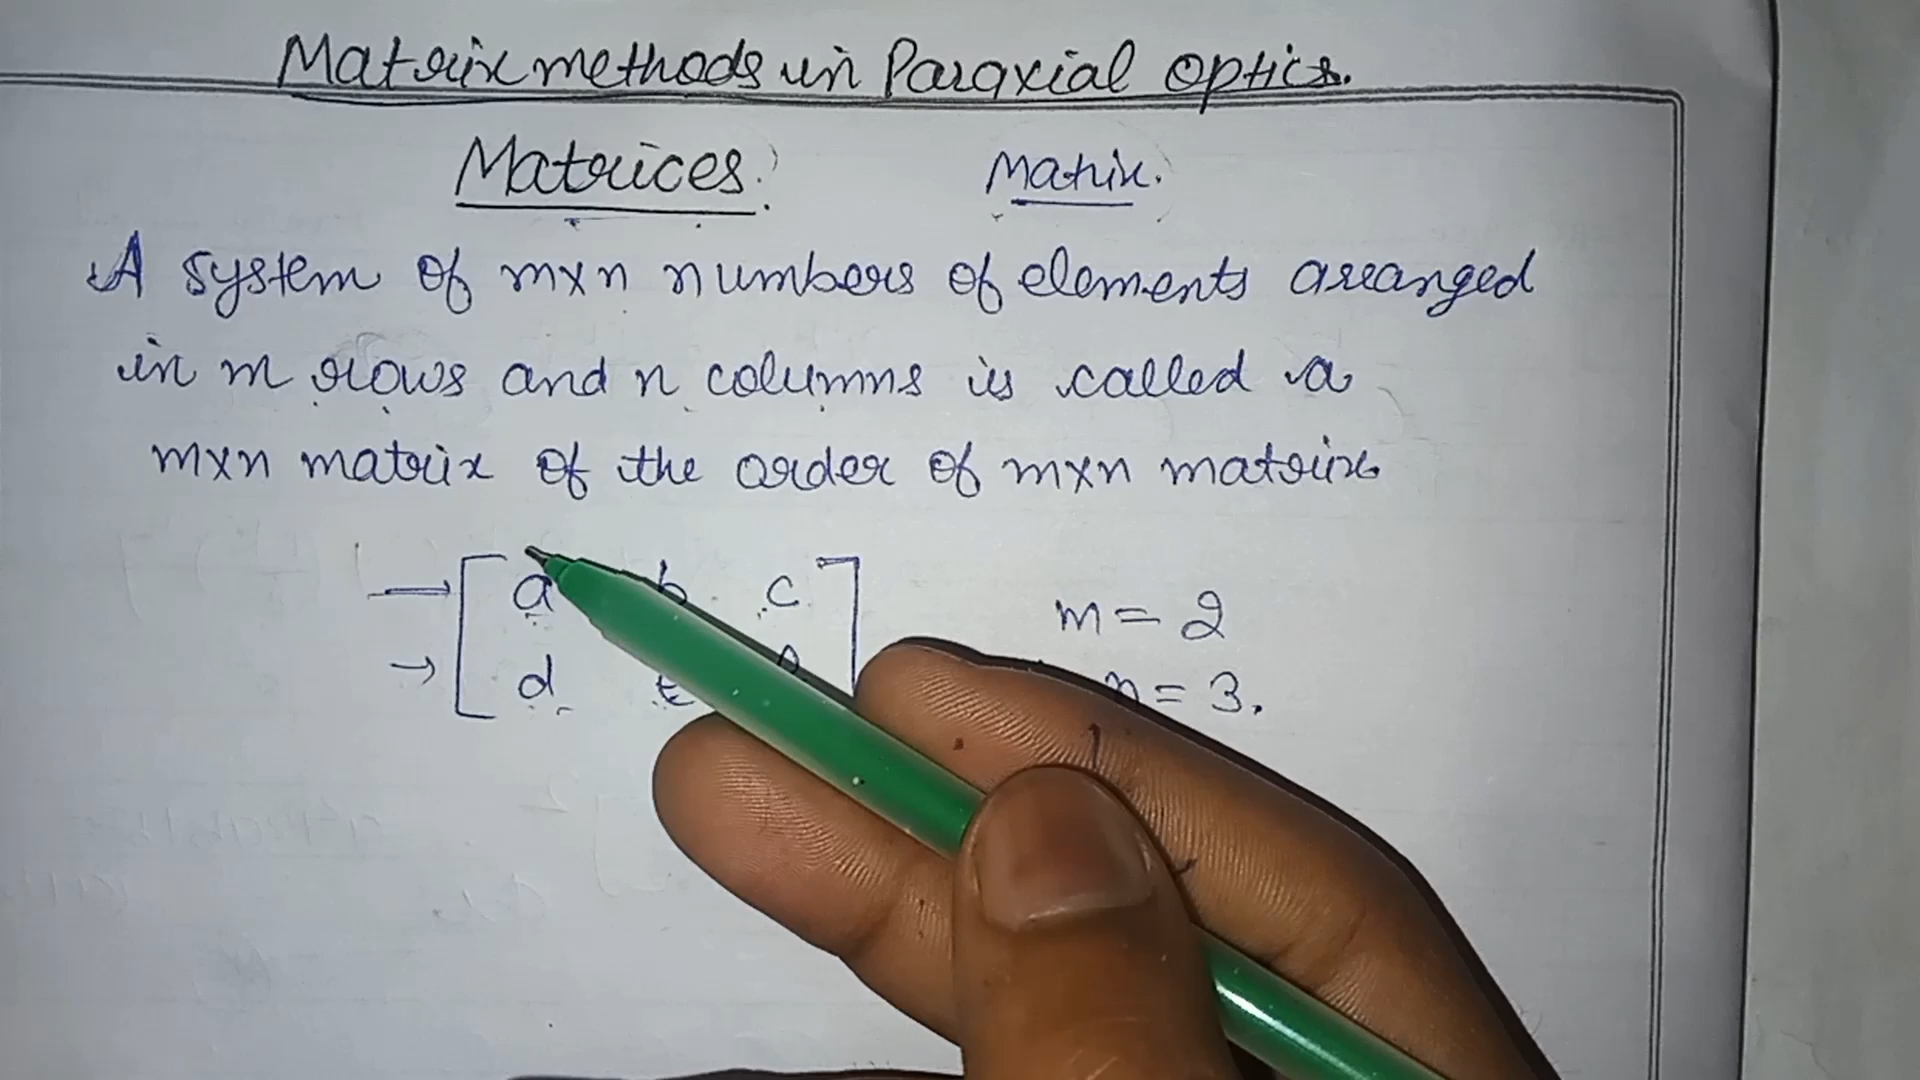 Matrix methods in Paraxial optics.
Matrices: Matrix.
A system of mxn numbers of elements arranged
in m rows and n columns is called a
mxn matrix of the order of mxn matrix.
→ [ a b c ] m = 2
→ [ d e n = 3.